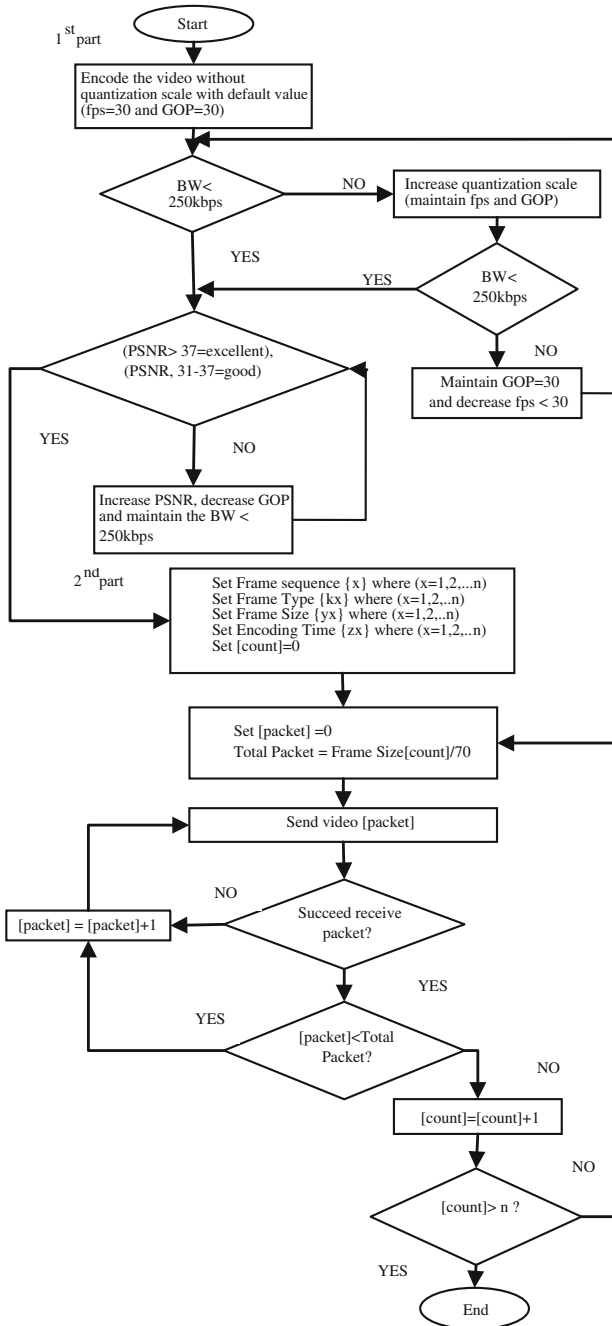 Start
1st part
Encode the video without
quantization scale with default value
(fps=30 and GOP=30)
BW<
250kbps
NO
Increase quantization scale
(maintain fps and GOP)
YES
YES
BW<
250kbps
NO
(PSNR> 37=excelent),
(PSNR, 31-37=good)
Maintain GOP=30
and decrease fps < 30
YES
NO
Increase PSNR, decrease GOP
and maintain the BW <
250kbps
2nd part
Set Frame sequence {x} where (x=1,2,...n)
Set Frame Type {kx} where (x=1,2,..n)
Set Frame Size {yx} where (x=1,2,..n)
Set Encoding Time {zx} where (x=1,2,..n)
Set [count]=0
Set [packet] =0
Total Packet = Frame Size[count]/70
Send video [packet]
NO
[packet] = [packet]+1
Succeed receive
packet?
YES
YES
[packet]<Total
Packet?
NO
[count]=[count]+1
NO
[count]> n ?
YES
End